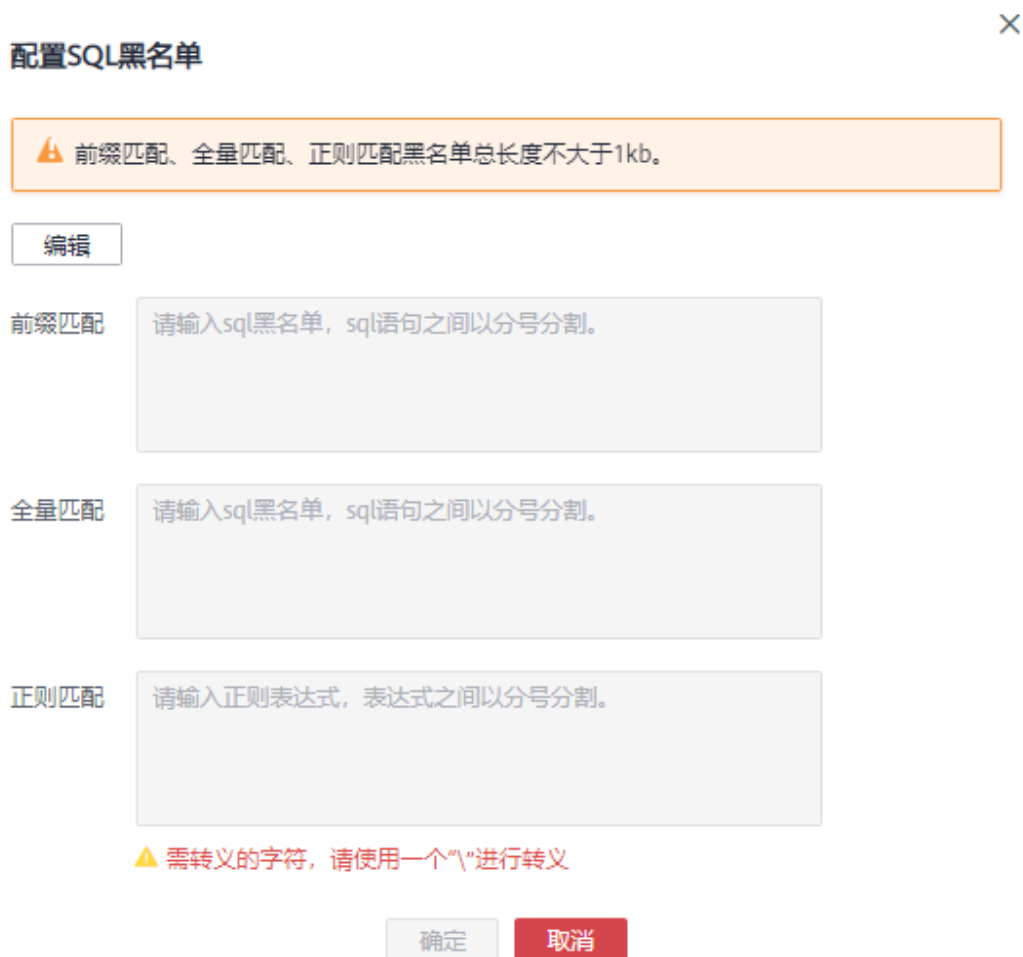 配置SQL黑名单
前缀匹配、全量匹配、正则匹配黑名单总长度不大于1kb。
编辑
前缀匹配 请输入sql黑名单，sql语句之间以分号分割。
全量匹配 请输入sql黑名单，sql语句之间以分号分割。
正则匹配 请输入正则表达式，表达式之间以分号分割。
需转义的字符，请使用一个“\”进行转义
确定 取消